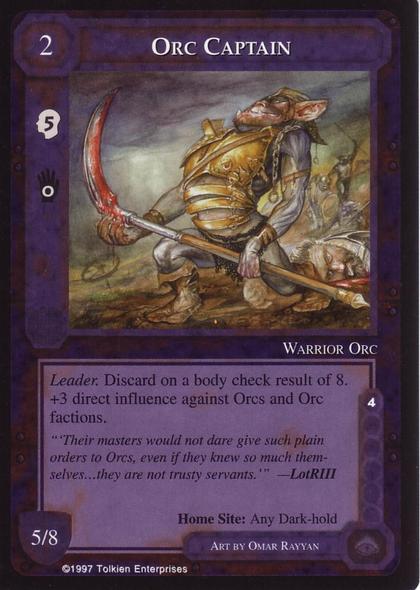 2
ORC CAPTAIN
5
0
WARRIOR ORC
Leader. Discard on a body check result of 8.
+3 direct influence against Orcs and Orc
factions.
4
"'Their masters would not dare give such plain
orders to Orcs, even if they knew so much them-
selves...they are not trusty servants.'" —LotRIII
Home Site: Any Dark-hold
5/8
ART BY OMAR RAYYAN
©1997 Tolkien Enterprises